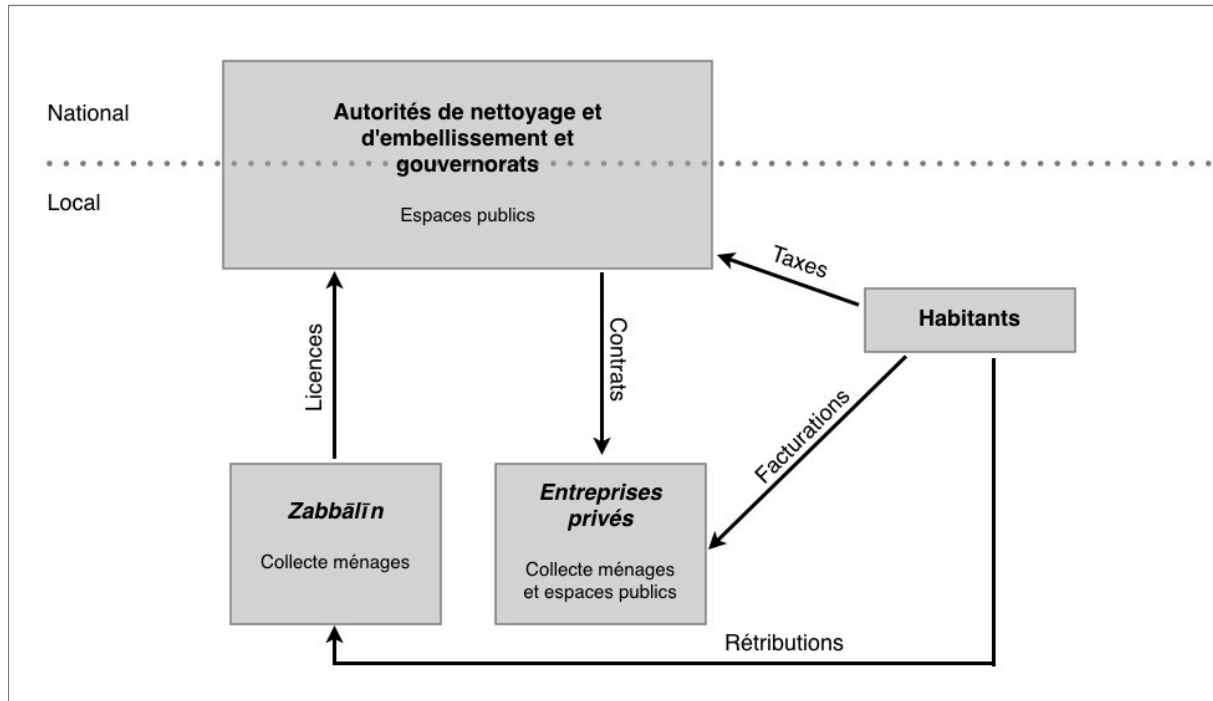 National
Autorités de nettoyage et
d'embellissement et
gouvernorats
Local
Espaces publics
Taxes
Habitants
Licences
Contrats
Facturations
Zabbālīn
Collecte ménages
Entreprises
privés
Collecte ménages
et espaces publics
Rétributions